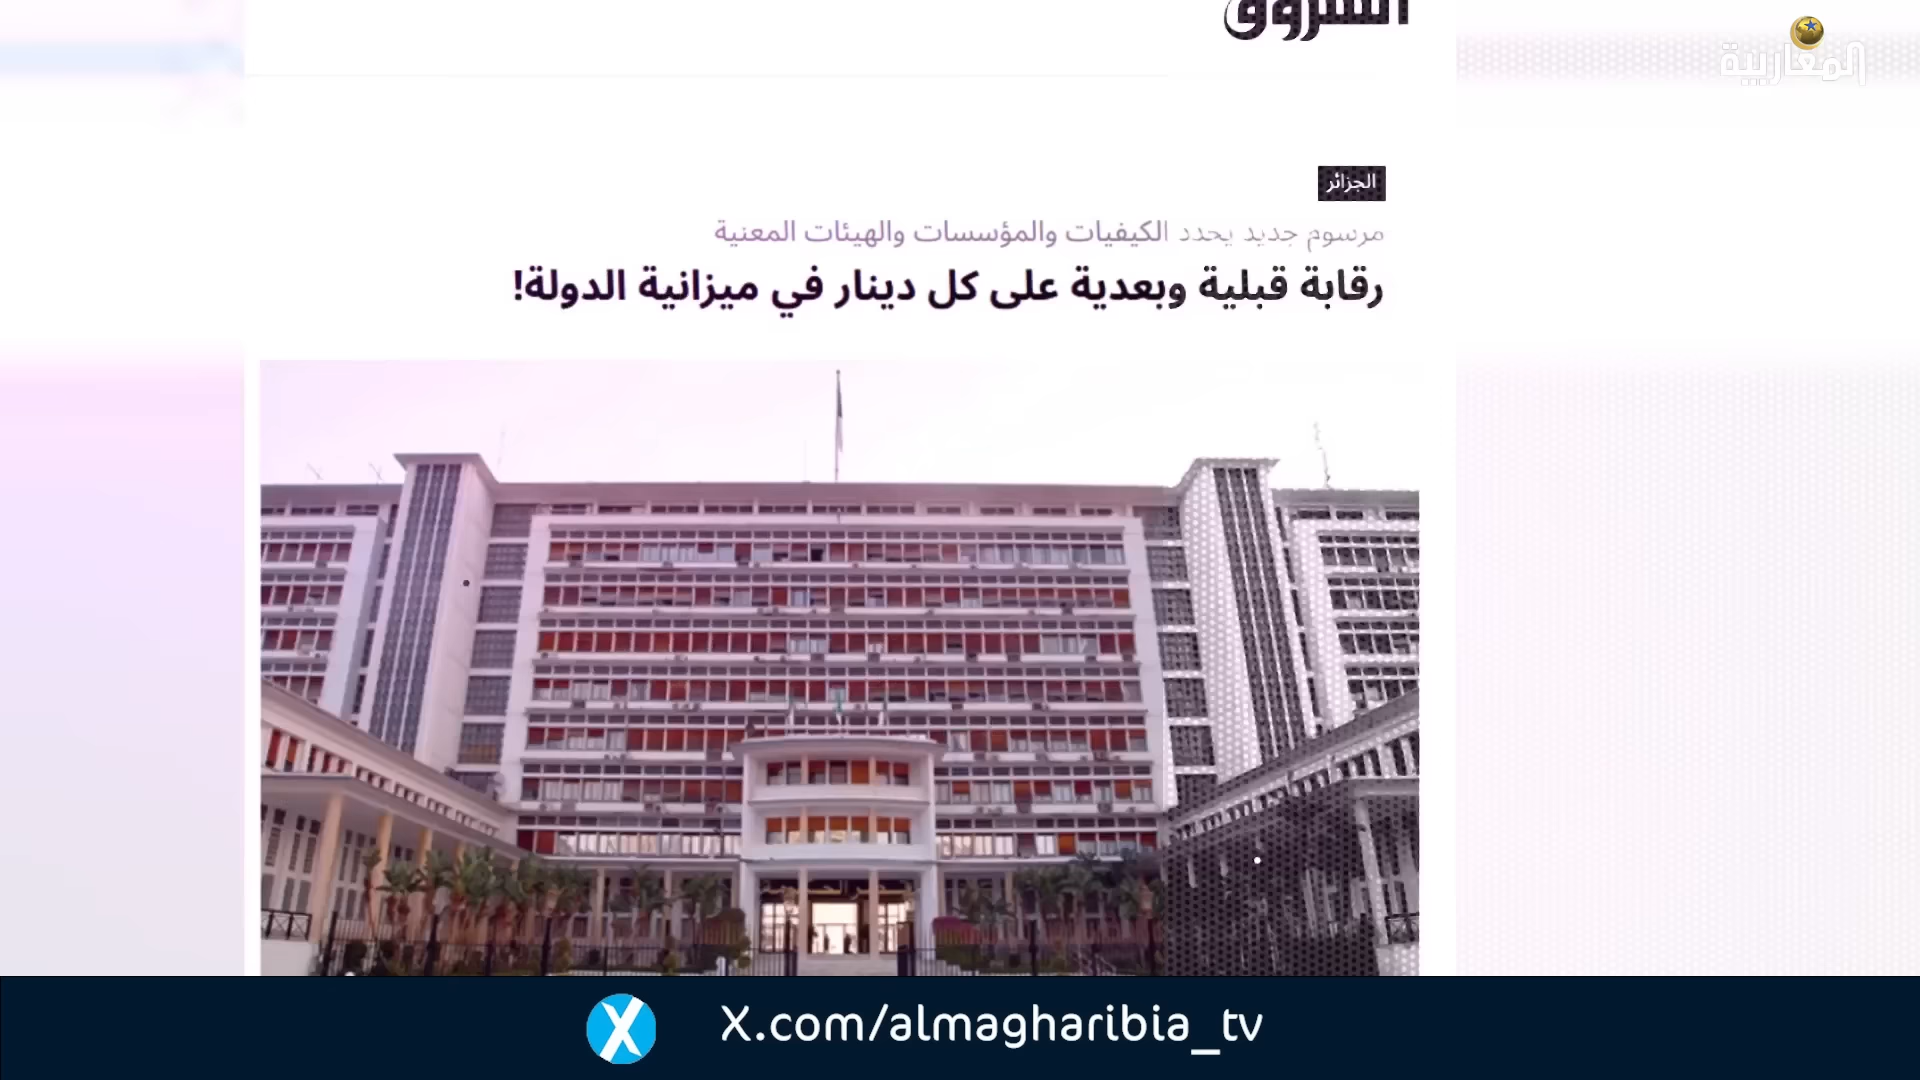 الشروق
المغاربية
الجزائر
مرسوم جديد يحدد الكيفيات والمؤسسات والهيئات المعنية
رقابة قبلية وبعدية على كل دينار في ميزانية الدولة!
X.com/almagharibia_tv